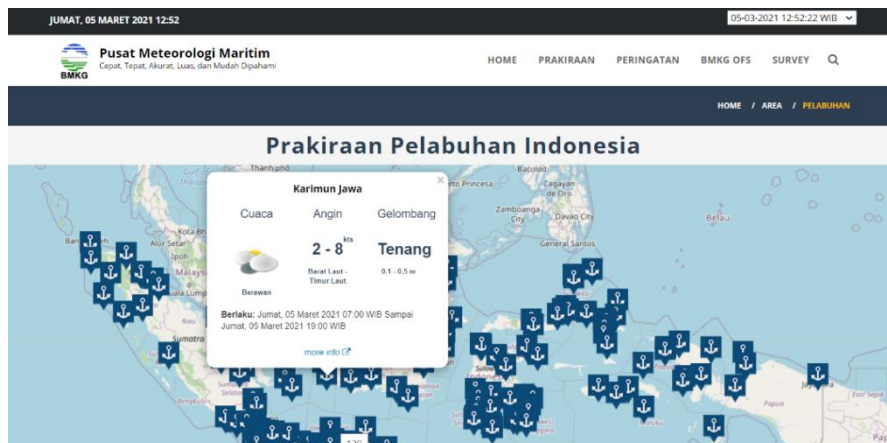 JUMAT, 05 MARET 2021 12:52
05-03-2021 12:52:22 WIB
BMKG
Pusat Meteorologi Maritim
Cepat, Tepat, Akurat, Luas, dan Mudah Dipahami
HOME PRAKIRAAN PERINGATAN BMKG OFS SURVEY
HOME / AREA / PELABUHAN
Prakiraan Pelabuhan Indonesia
Thành phố
Bacolod
Puerto Princesa
Cagayan de Oro
Zamboanga City
Davao City
General Santos
Belau
Alor Setar
Ipoh
Sumatra
Riau
Papua
Karimun Jawa
×
Cuaca Angin Gelombang
2 - 8 kts Tenang
Barat Laut - 0.1 - 0.5 m
Timur Laut
Berawan
Berlaku: Jumat, 05 Maret 2021 07:00 WIB Sampai
Jumat, 05 Maret 2021 19:00 WIB
more info